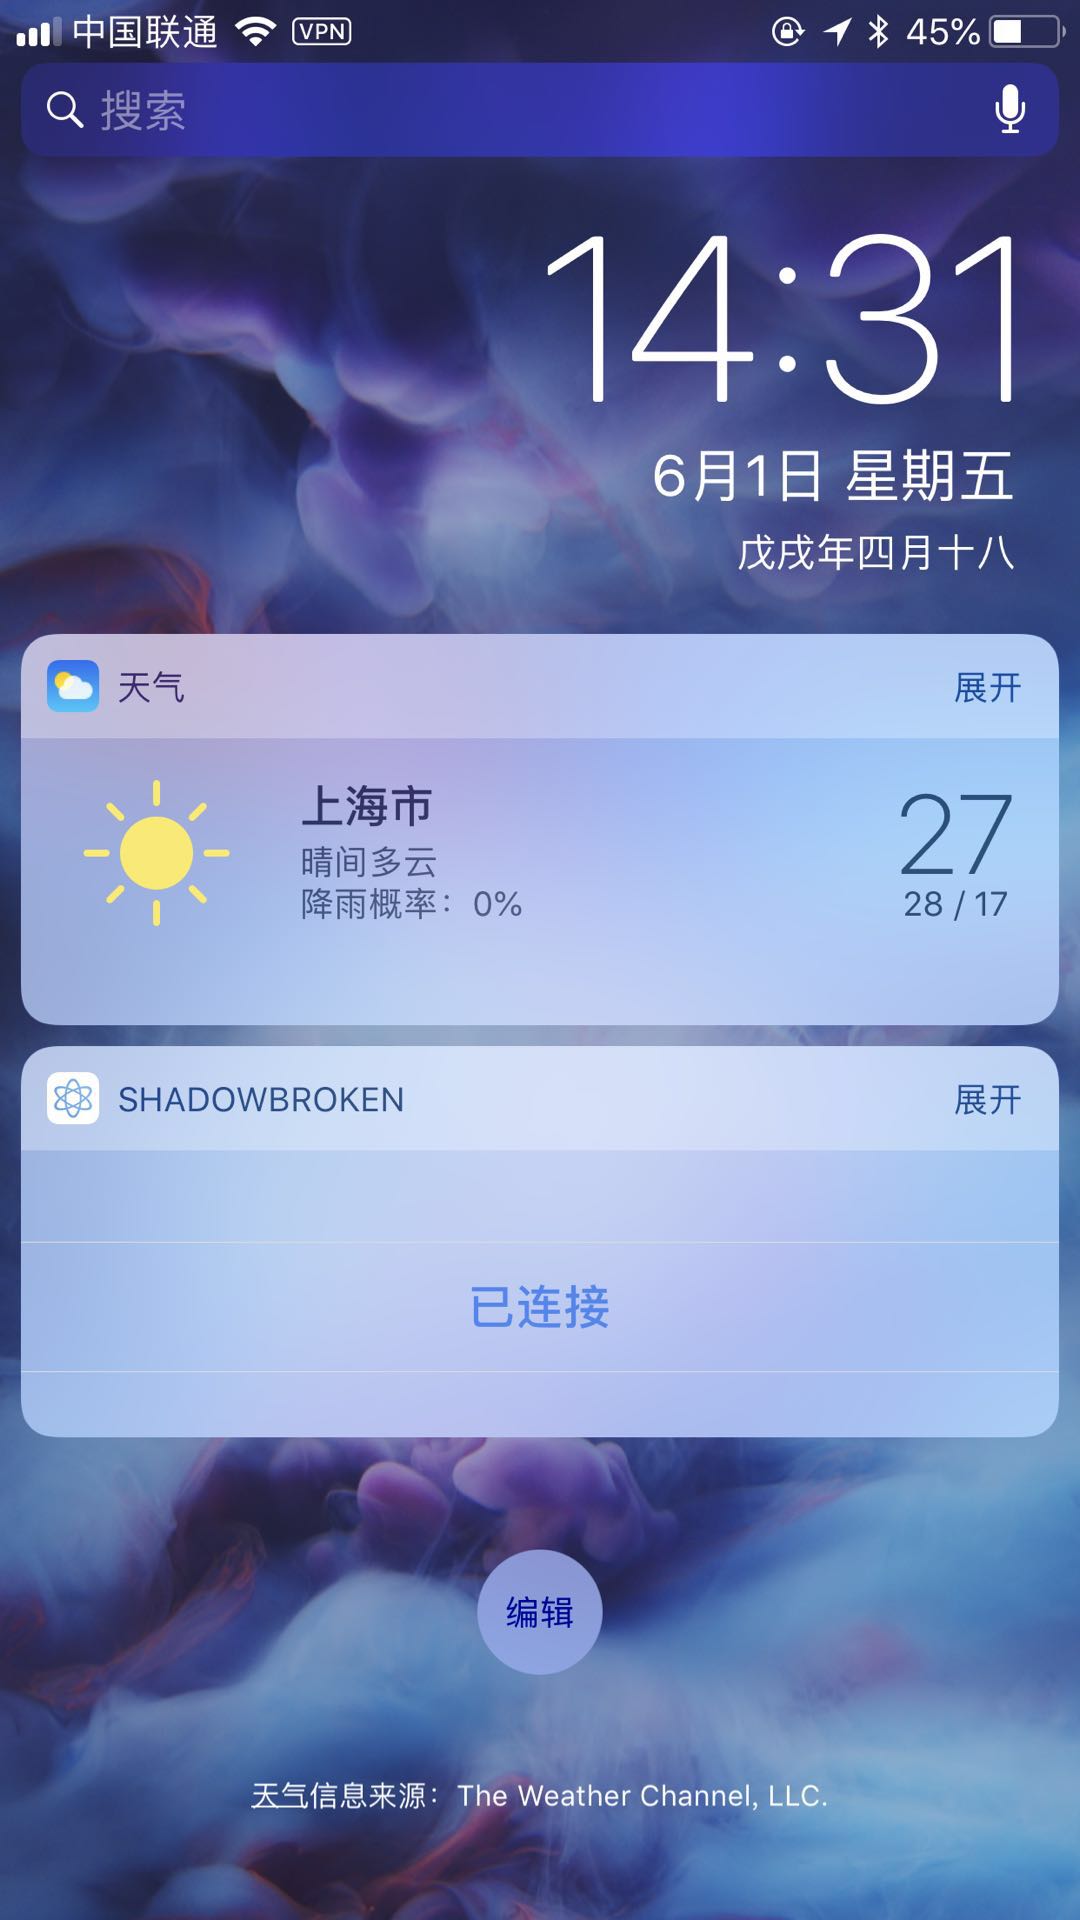 中国联通 VPN 45%
搜索
14:31
6月1日 星期五
戊戌年四月十八
天气 展开
上海市 27
晴间多云
降雨概率：0% 28 / 17
SHADOWBROKEN 展开
已连接
编辑
天气信息来源：The Weather Channel, LLC.